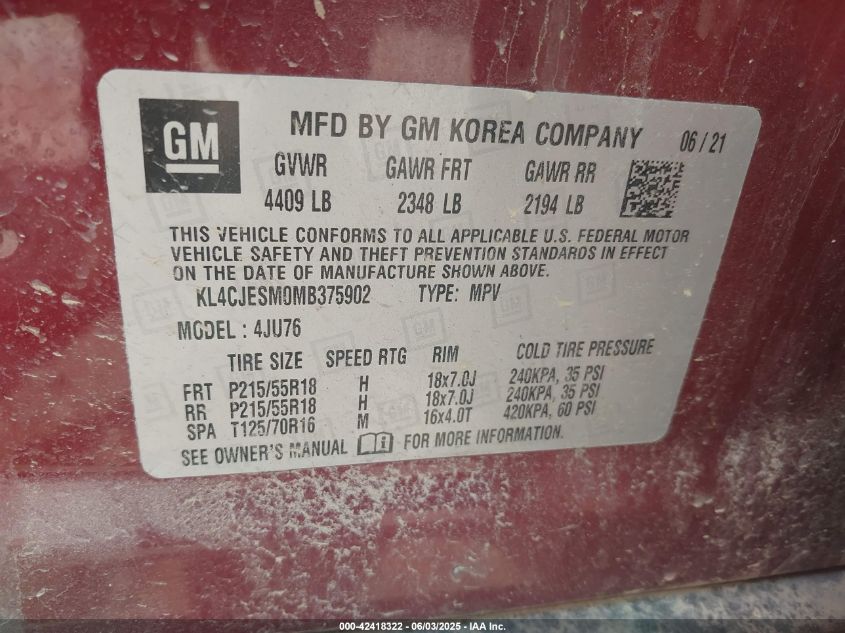 GM
MFD BY GM KOREA COMPANY 06/21
GVWR GAWR FRT GAWR RR
4409 LB 2348 LB 2194 LB
THIS VEHICLE CONFORMS TO ALL APPLICABLE U.S. FEDERAL MOTOR
VEHICLE SAFETY AND THEFT PREVENTION STANDARDS IN EFFECT
ON THE DATE OF MANUFACTURE SHOWN ABOVE.
KL4CJESM0MB375902 TYPE: MPV
MODEL: 4JU76
TIRE SIZE SPEED RTG RIM COLD TIRE PRESSURE
FRT P215/55R18 H 18x7.0J 240KPA, 35 PSI
RR P215/55R18 H 18x7.0J 240KPA, 35 PSI
SPA T125/70R16 M 16x4.0T 420KPA, 60 PSI
SEE OWNER'S MANUAL FOR MORE INFORMATION.
000-42418322 - 06/03/2025 - IAA Inc.